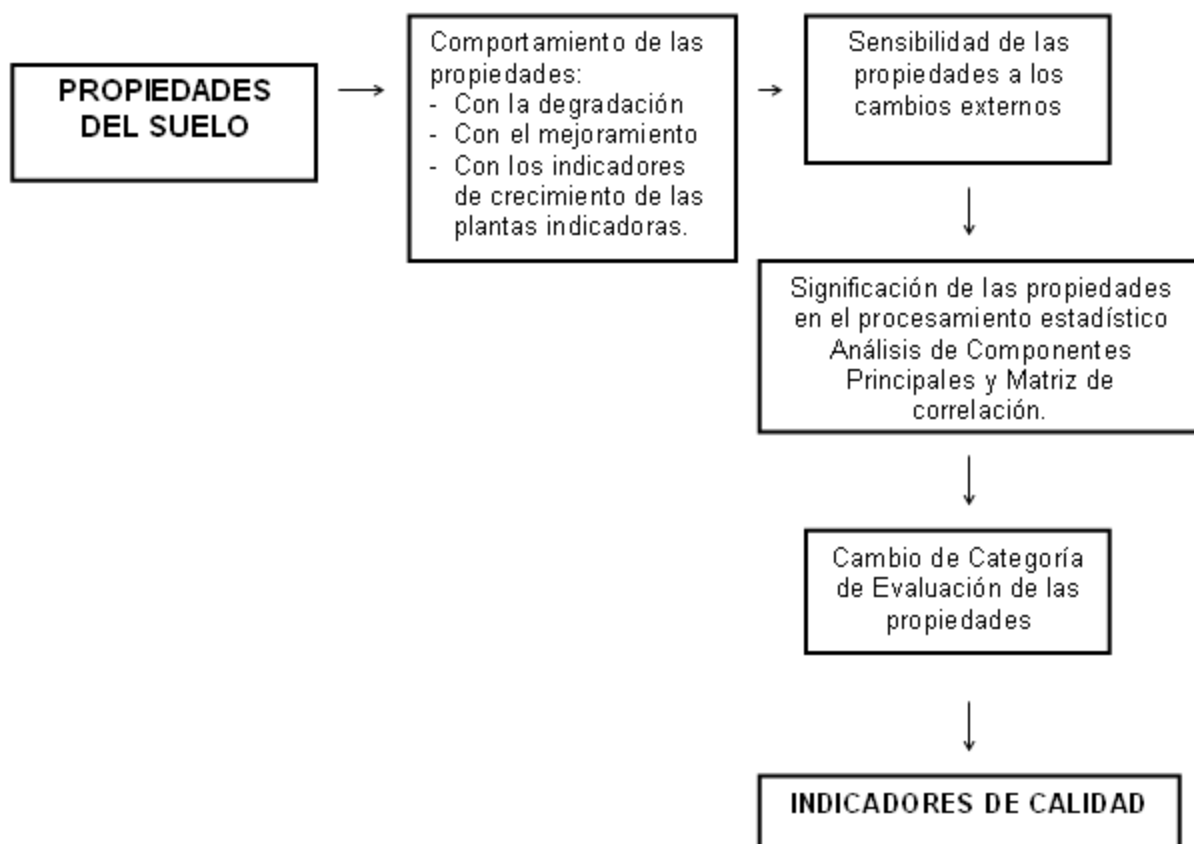 PROPIEDADES
DEL SUELO
Comportamiento de las
propiedades:
- Con la degradación
- Con el mejoramiento
- Con los indicadores
de crecimiento de las
plantas indicadoras.
Sensibilidad de las
propiedades a los
cambios externos
Significación de las propiedades
en el procesamiento estadístico
Análisis de Componentes
Principales y Matriz de
correlación.
Cambio de Categoría
de Evaluación de las
propiedades
INDICADORES DE CALIDAD